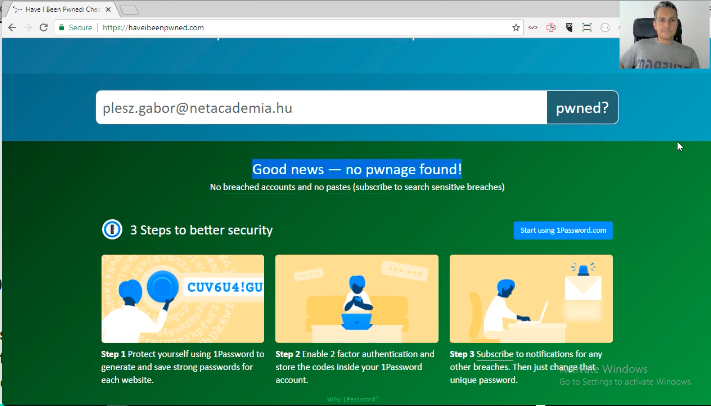 Have I Been Pwned: Che
Secure
https://haveibeenpwned.com
plesz.gabor@netacademia.hu
pwned?
Good news — no pwnage found!
No breached accounts and no pastes (subscribe to search sensitive breaches)
3 Steps to better security
Start using 1Password.com
CUV6U4!GU
Step 1 Protect yourself using 1Password to
generate and save strong passwords for
each website.
Step 2 Enable 2 factor authentication and
store the codes inside your 1Password
account.
Step 3 Subscribe to notifications for any
other breaches. Then just change that
unique password.
Activate Windows
Go to Settings to activate Windows.
Why 1Password?